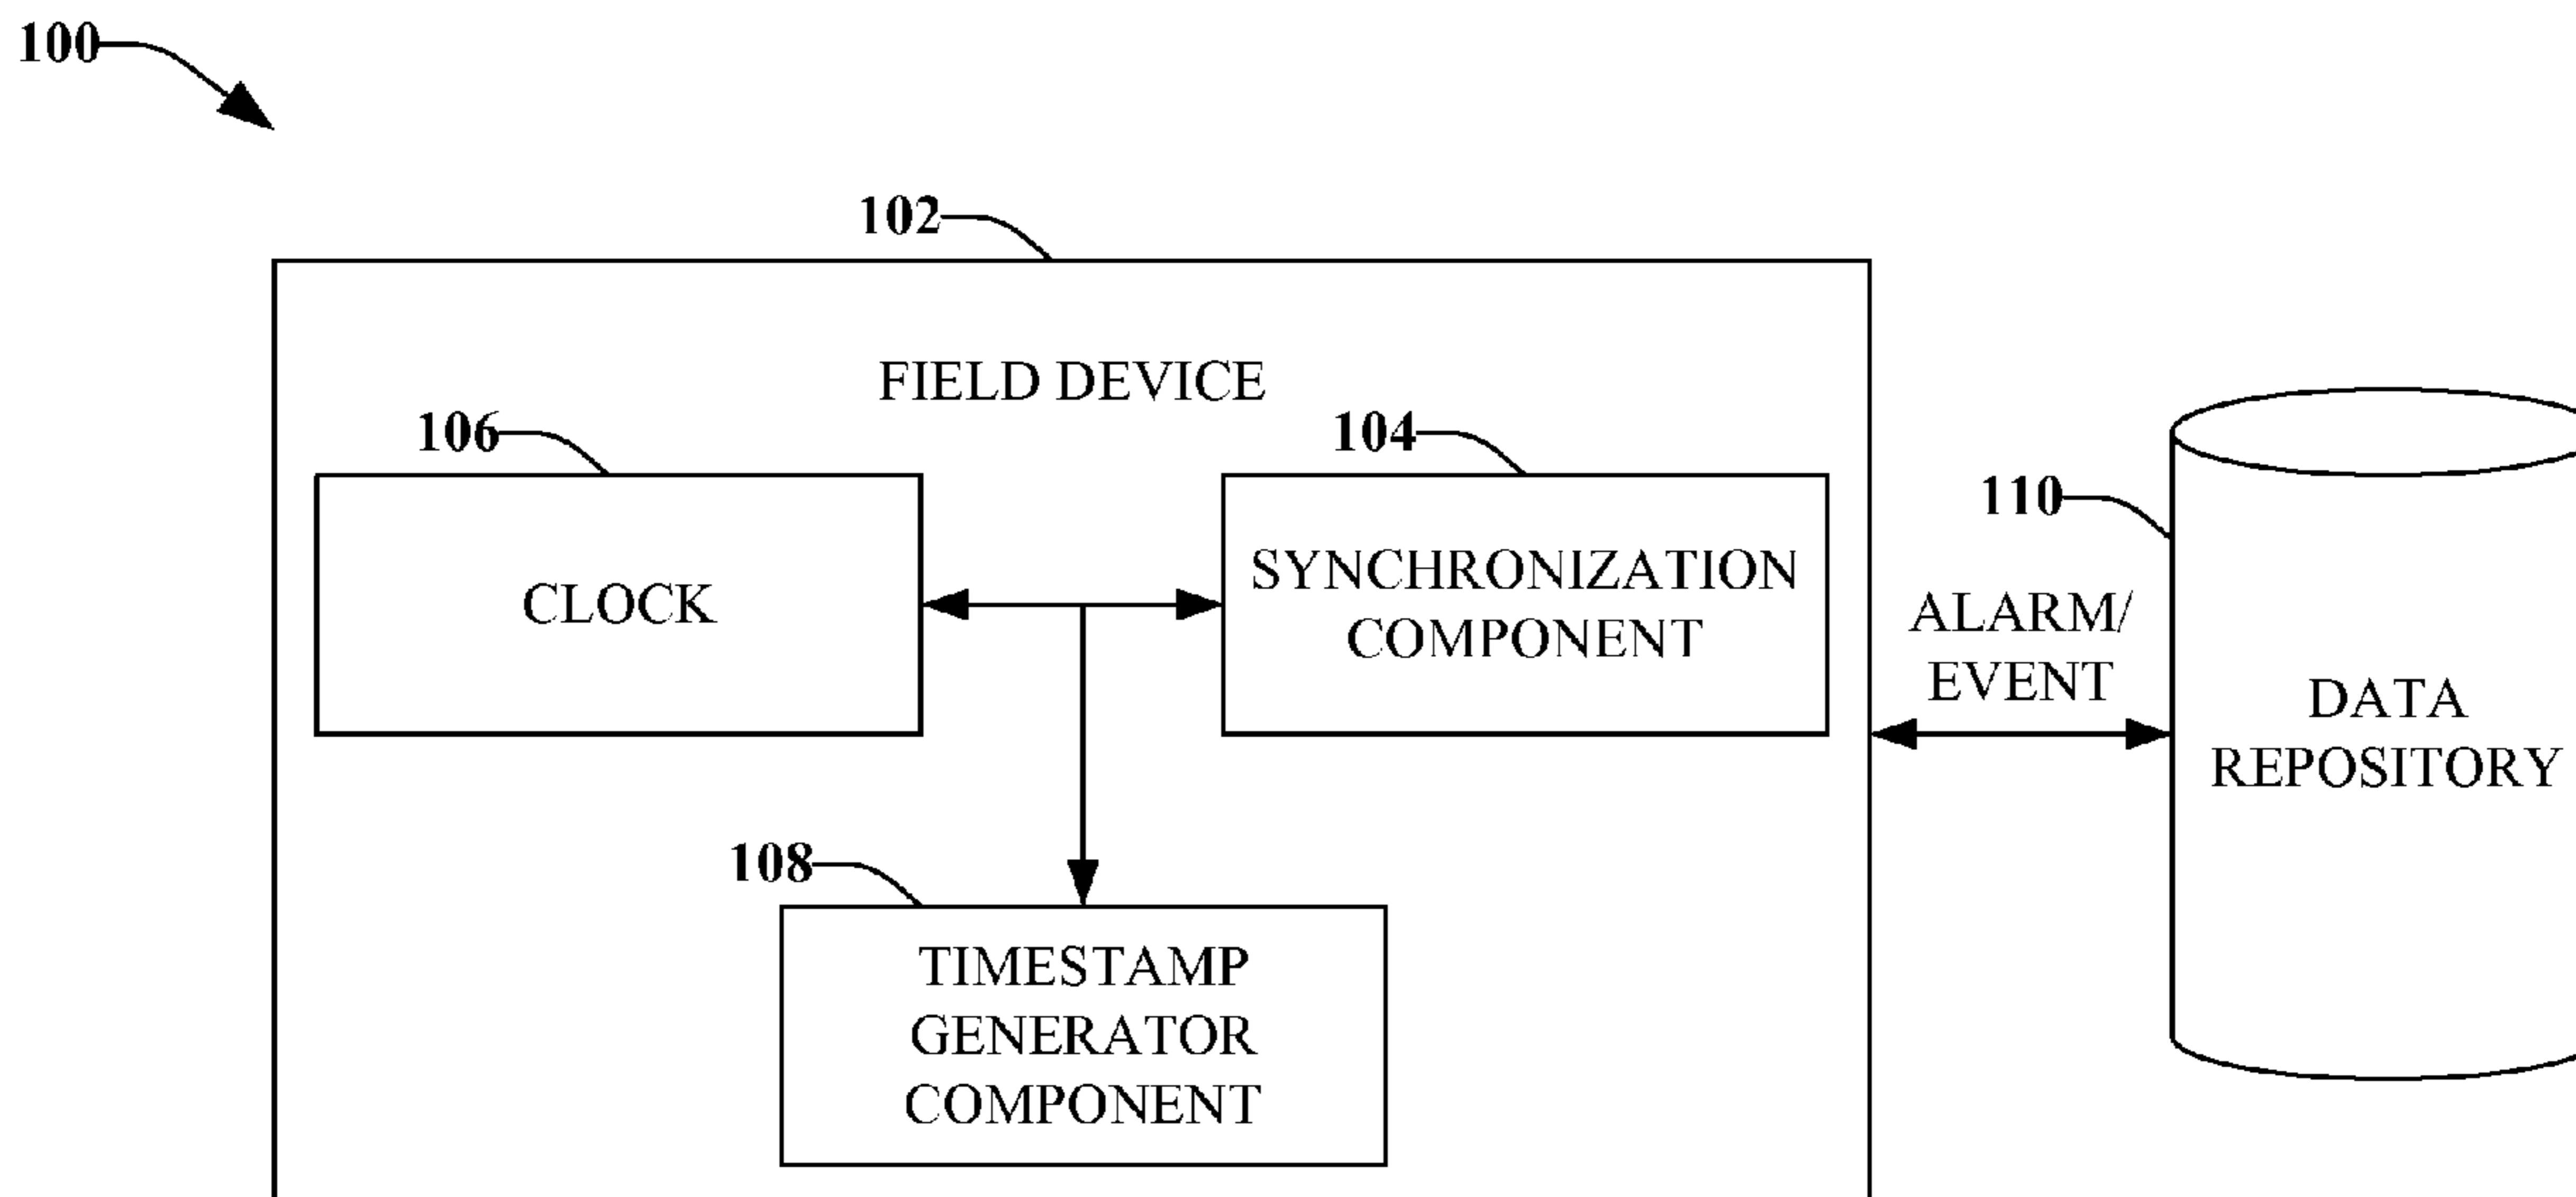 100
102
FIELD DEVICE
106
104
CLOCK
SYNCHRONIZATION
COMPONENT
110
ALARM/
EVENT
DATA
REPOSITORY
108
TIMESTAMP
GENERATOR
COMPONENT